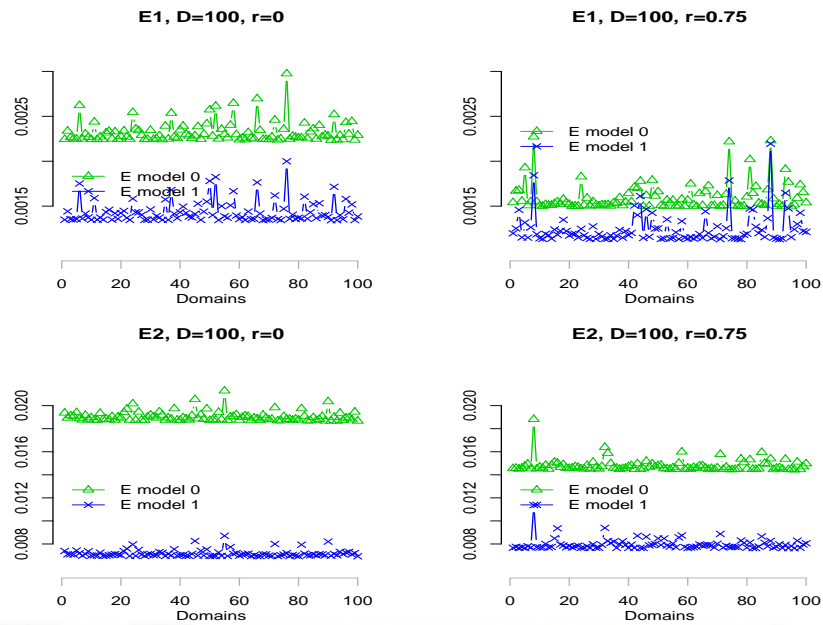 E1, D=100, r=0
0.0025
0.0015
E model 0
E model 1
0 20 40 60 80 100
Domains
E1, D=100, r=0.75
0.0025
0.0015
E model 0
E model 1
0 20 40 60 80 100
Domains
E2, D=100, r=0
0.020
0.016
0.012
0.008
E model 0
E model 1
0 20 40 60 80 100
Domains
E2, D=100, r=0.75
0.020
0.016
0.012
0.008
E model 0
E model 1
0 20 40 60 80 100
Domains